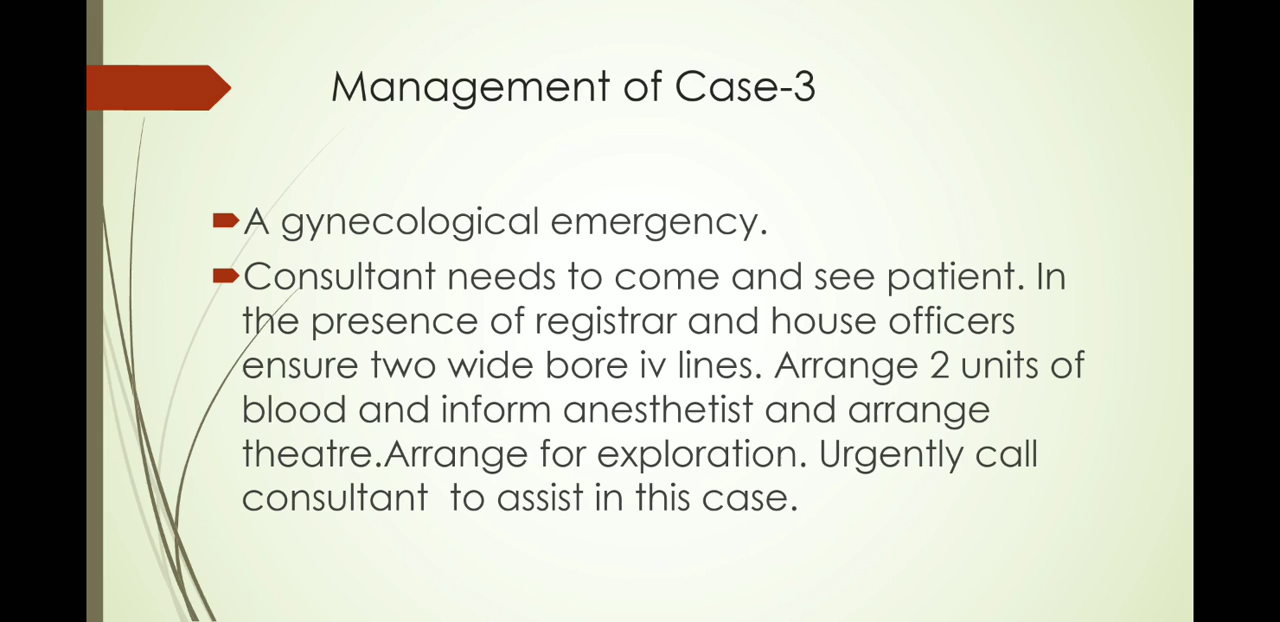 Management of Case-3
A gynecological emergency.
Consultant needs to come and see patient. In
the presence of registrar and house officers
ensure two wide bore iv lines. Arrange 2 units of
blood and inform anesthetist and arrange
theatre.Arrange for exploration. Urgently call
consultant  to assist in this case.